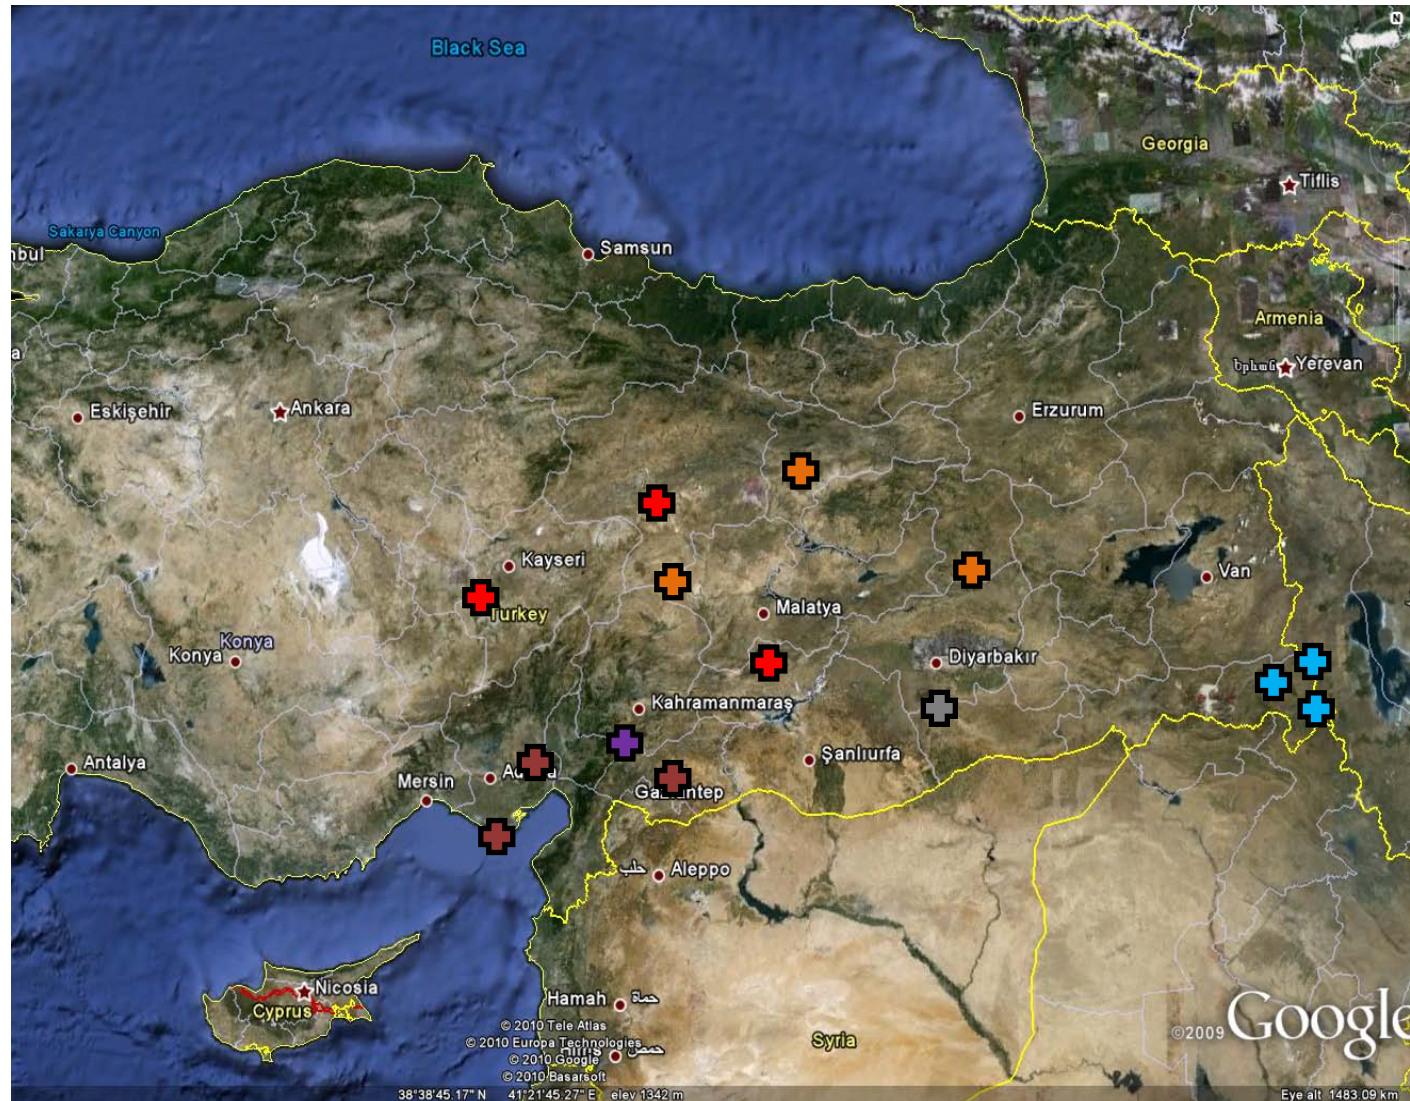 N
Black Sea
Georgia
Tiflis
Sakarya Canyon
nbul
Samsun
Armenia
Երևան Yerevan
a
Eskişehir
Ankara
Erzurum
Kayseri
Van
Turkey
Malatya
Konya
Konya
Diyarbakır
Kahramanmaraş
Antalya
Mersin
Şanlıurfa
Gaziantep
حلب Aleppo
Nicosia
Cyprus
Hamah حماة
© 2010 Tele Atlas
© 2010 Europa Technologies
حمص
© 2010 Google
© 2010 Basarsoft
Syria
©2009 Google
38°38'45.17" N 41°21'45.27" E elev 1342 m
Eye alt 1483.09 km